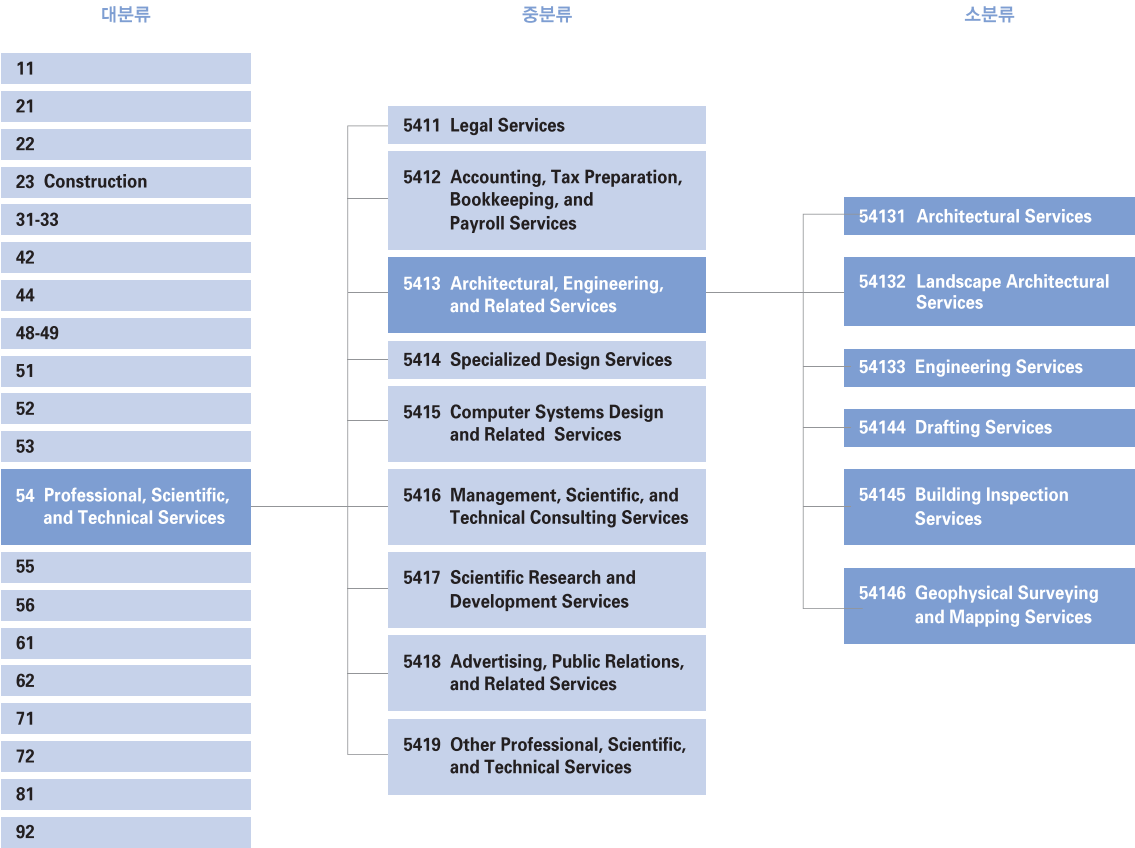 대분류
중분류
소분류
11
21
22
23 Construction
31-33
42
44
48-49
51
52
53
54 Professional, Scientific,
and Technical Services
55
56
61
62
71
72
81
92
5411 Legal Services
5412 Accounting, Tax Preparation,
Bookkeeping, and
Payroll Services
5413 Architectural, Engineering,
and Related Services
5414 Specialized Design Services
5415 Computer Systems Design
and Related Services
5416 Management, Scientific, and
Technical Consulting Services
5417 Scientific Research and
Development Services
5418 Advertising, Public Relations,
and Related Services
5419 Other Professional, Scientific,
and Technical Services
54131 Architectural Services
54132 Landscape Architectural
Services
54133 Engineering Services
54144 Drafting Services
54145 Building Inspection
Services
54146 Geophysical Surveying
and Mapping Services